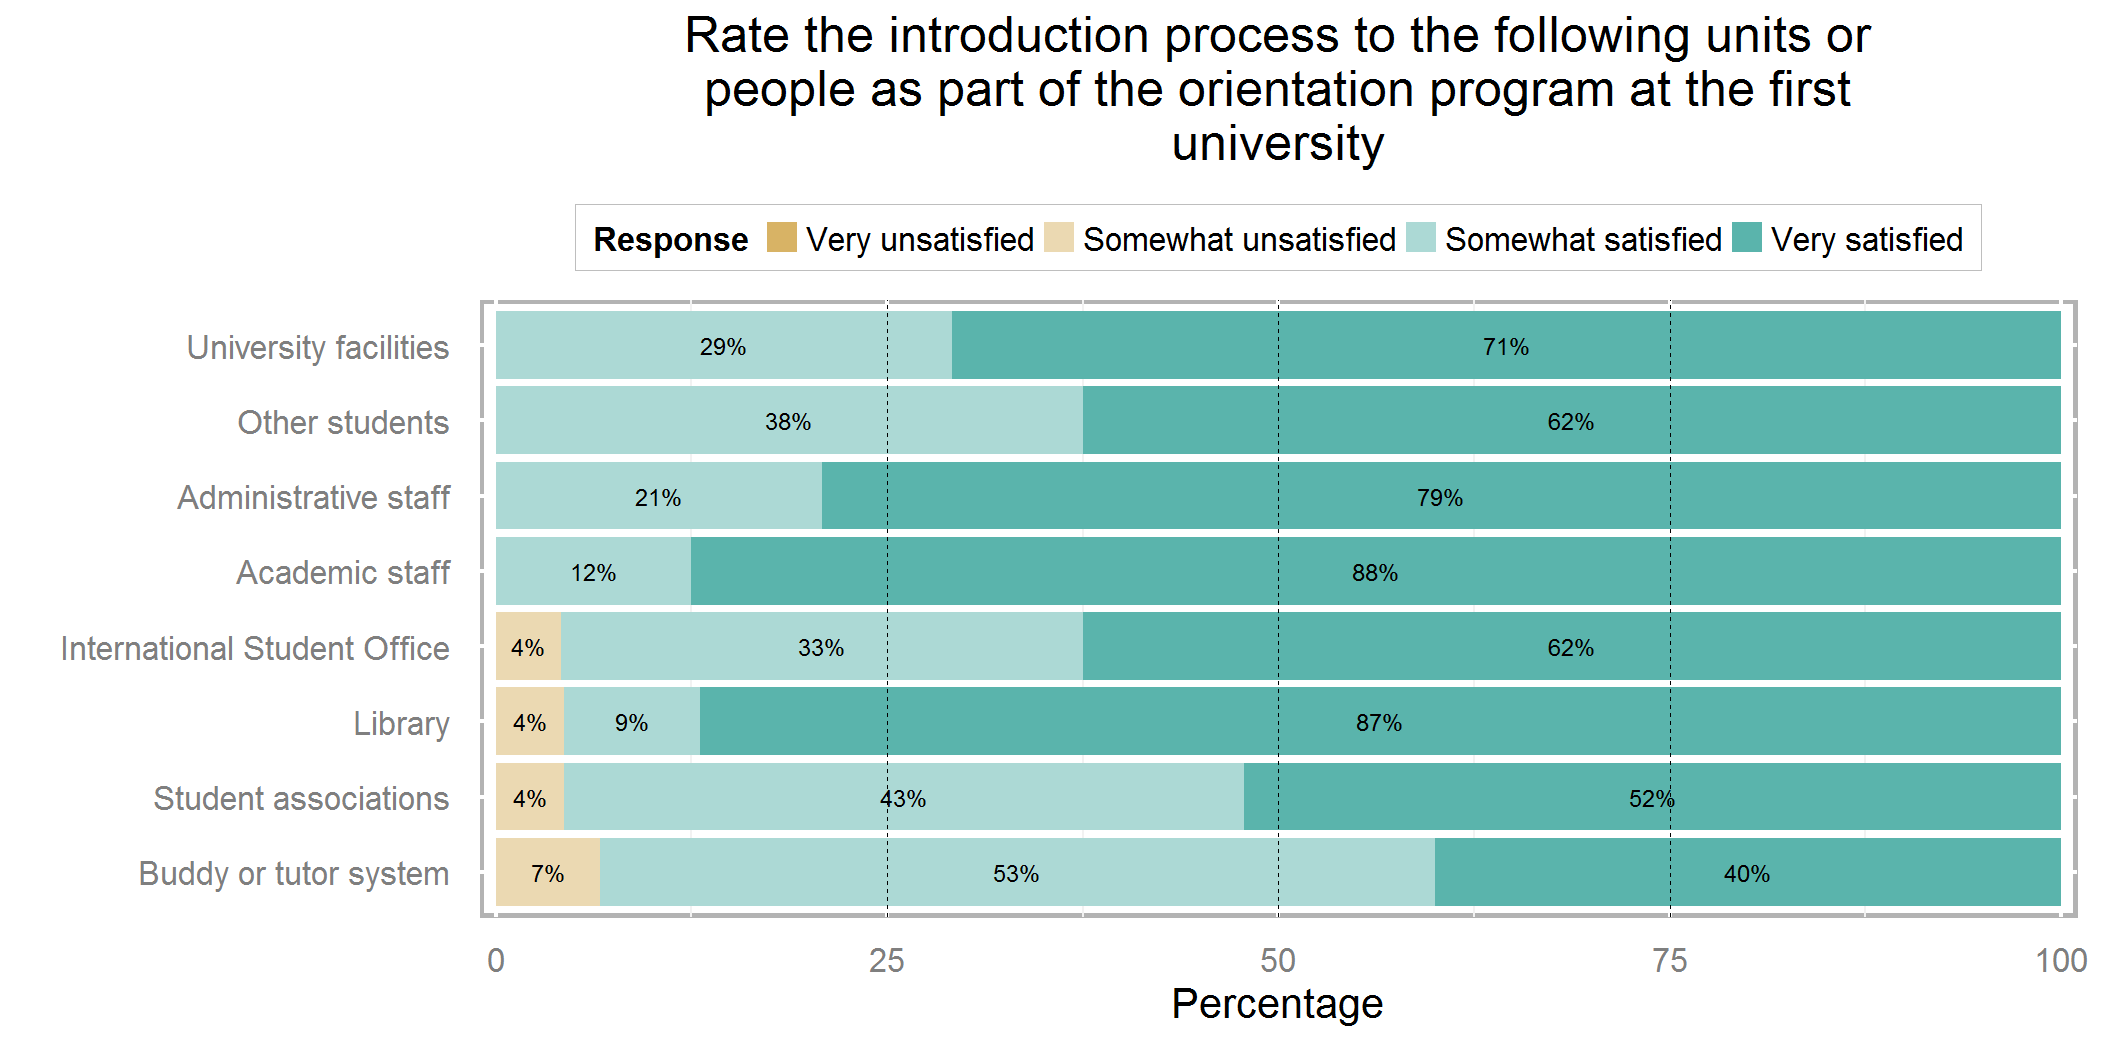 Rate the introduction process to the following units or
people as part of the orientation program at the first
university
Response Very unsatisfied Somewhat unsatisfied Somewhat satisfied Very satisfied
University facilities 29% 71%
Other students 38% 62%
Administrative staff 21% 79%
Academic staff 12% 88%
International Student Office 4% 33% 62%
Library 4% 9% 87%
Student associations 4% 43% 52%
Buddy or tutor system 7% 53% 40%
0 25 50 75 100
Percentage